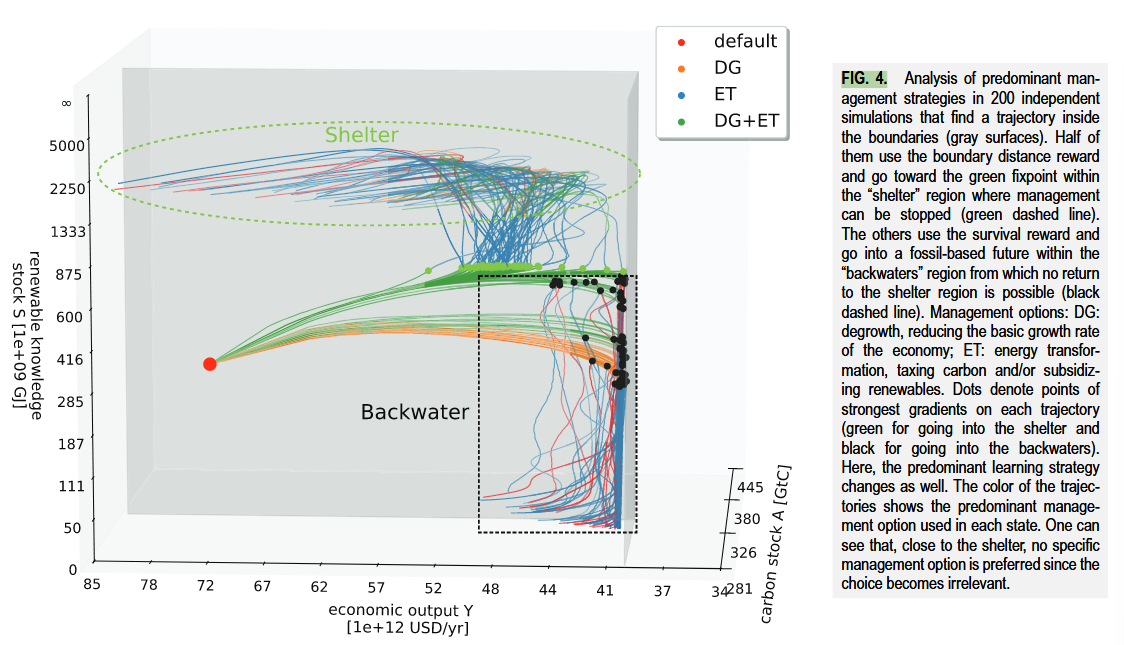 default
DG
ET
DG+ET
Shelter
Backwater
∞
5000
2250
1333
875
600
416
285
187
111
50
0
renewable knowledge
stock S [1e+09 GJ]
85 78 72 67 62 57 52 48 44 41 37 34
economic output Y
[1e+12 USD/yr]
445
380
326
281
carbon stock A [GtC]
FIG. 4. Analysis of predominant man-
agement strategies in 200 independent
simulations that find a trajectory inside
the boundaries (gray surfaces). Half of
them use the boundary distance reward
and go toward the green fixpoint within
the “shelter” region where management
can be stopped (green dashed line).
The others use the survival reward and
go into a fossil-based future within the
“backwaters” region from which no return
to the shelter region is possible (black
dashed line). Management options: DG:
degrowth, reducing the basic growth rate
of the economy; ET: energy transfor-
mation, taxing carbon and/or subsidiz-
ing renewables. Dots denote points of
strongest gradients on each trajectory
(green for going into the shelter and
black for going into the backwaters).
Here, the predominant learning strategy
changes as well. The color of the trajec-
tories shows the predominant manage-
ment option used in each state. One can
see that, close to the shelter, no specific
management option is preferred since the
choice becomes irrelevant.